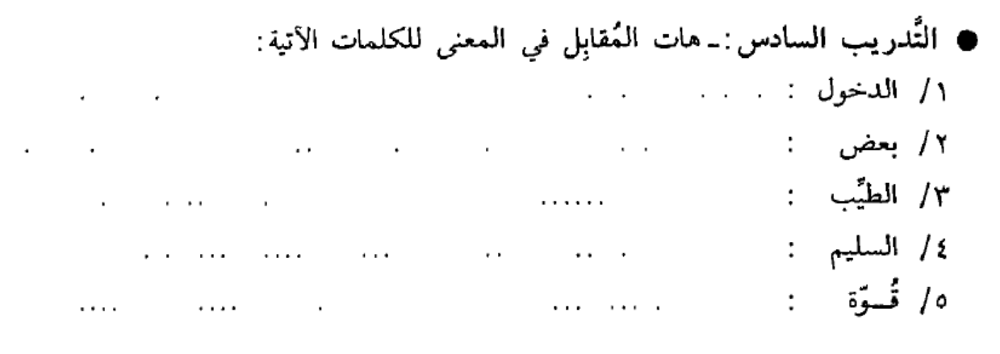 ● التَّدريب السادس :ـ هات المُقابِل في المعنى للكلمات الآتية :
١/ الدخول : . . . . . . . .
٢/ بعض : . . . . . . . . .
٣/ الطيِّب : ...... . . .. . .
٤/ السليم : . .. .. ... .... ... . .
٥/ قُــوّة : . ... ... . .... ....